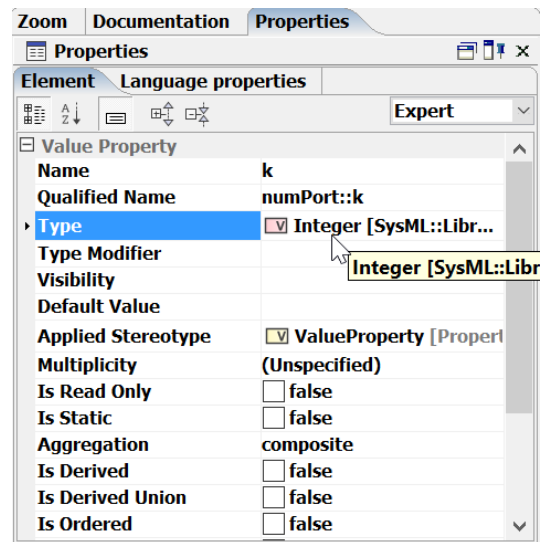 Zoom Documentation Properties
Properties
Element Language properties
Expert
Value Property
Name k
Qualified Name numPort::k
Type V Integer [SysML::Libr...
Type Modifier
Integer [SysML::Libr
Visibility
Default Value
Applied Stereotype V ValueProperty [Propert
Multiplicity (Unspecified)
Is Read Only false
Is Static false
Aggregation composite
Is Derived false
Is Derived Union false
Is Ordered false